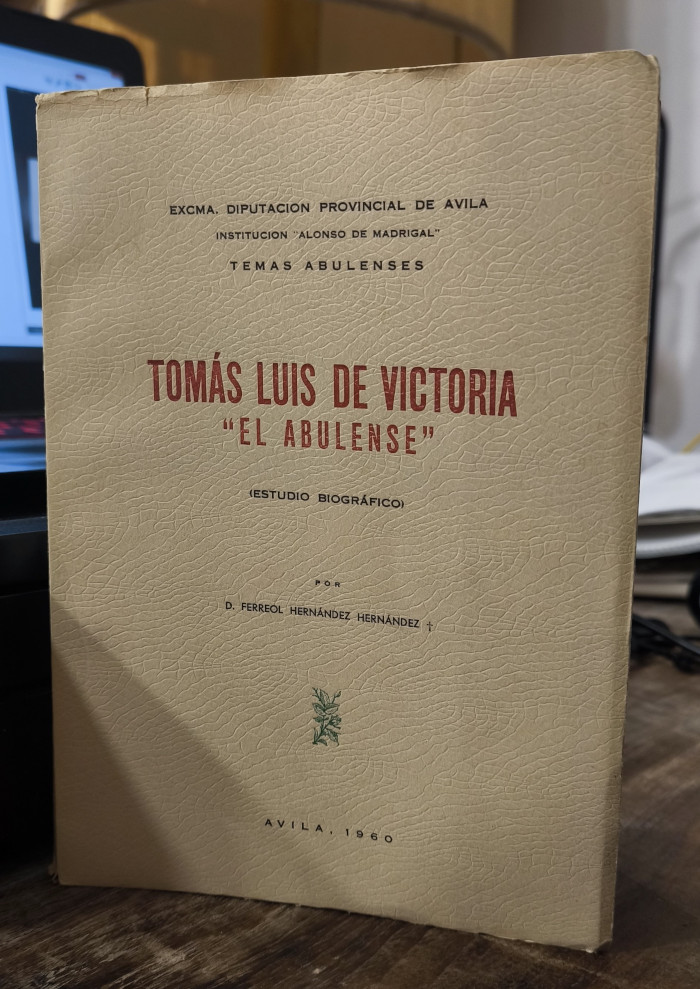 EXCMA. DIPUTACION PROVINCIAL DE AVILA
INSTITUCION "ALONSO DE MADRIGAL"
TEMAS ABULENSES
TOMÁS LUIS DE VICTORIA
“EL ABULENSE”
(ESTUDIO BIOGRÁFICO)
POR
D. FERREOL HERNÁNDEZ HERNÁNDEZ †
AVILA, 1960